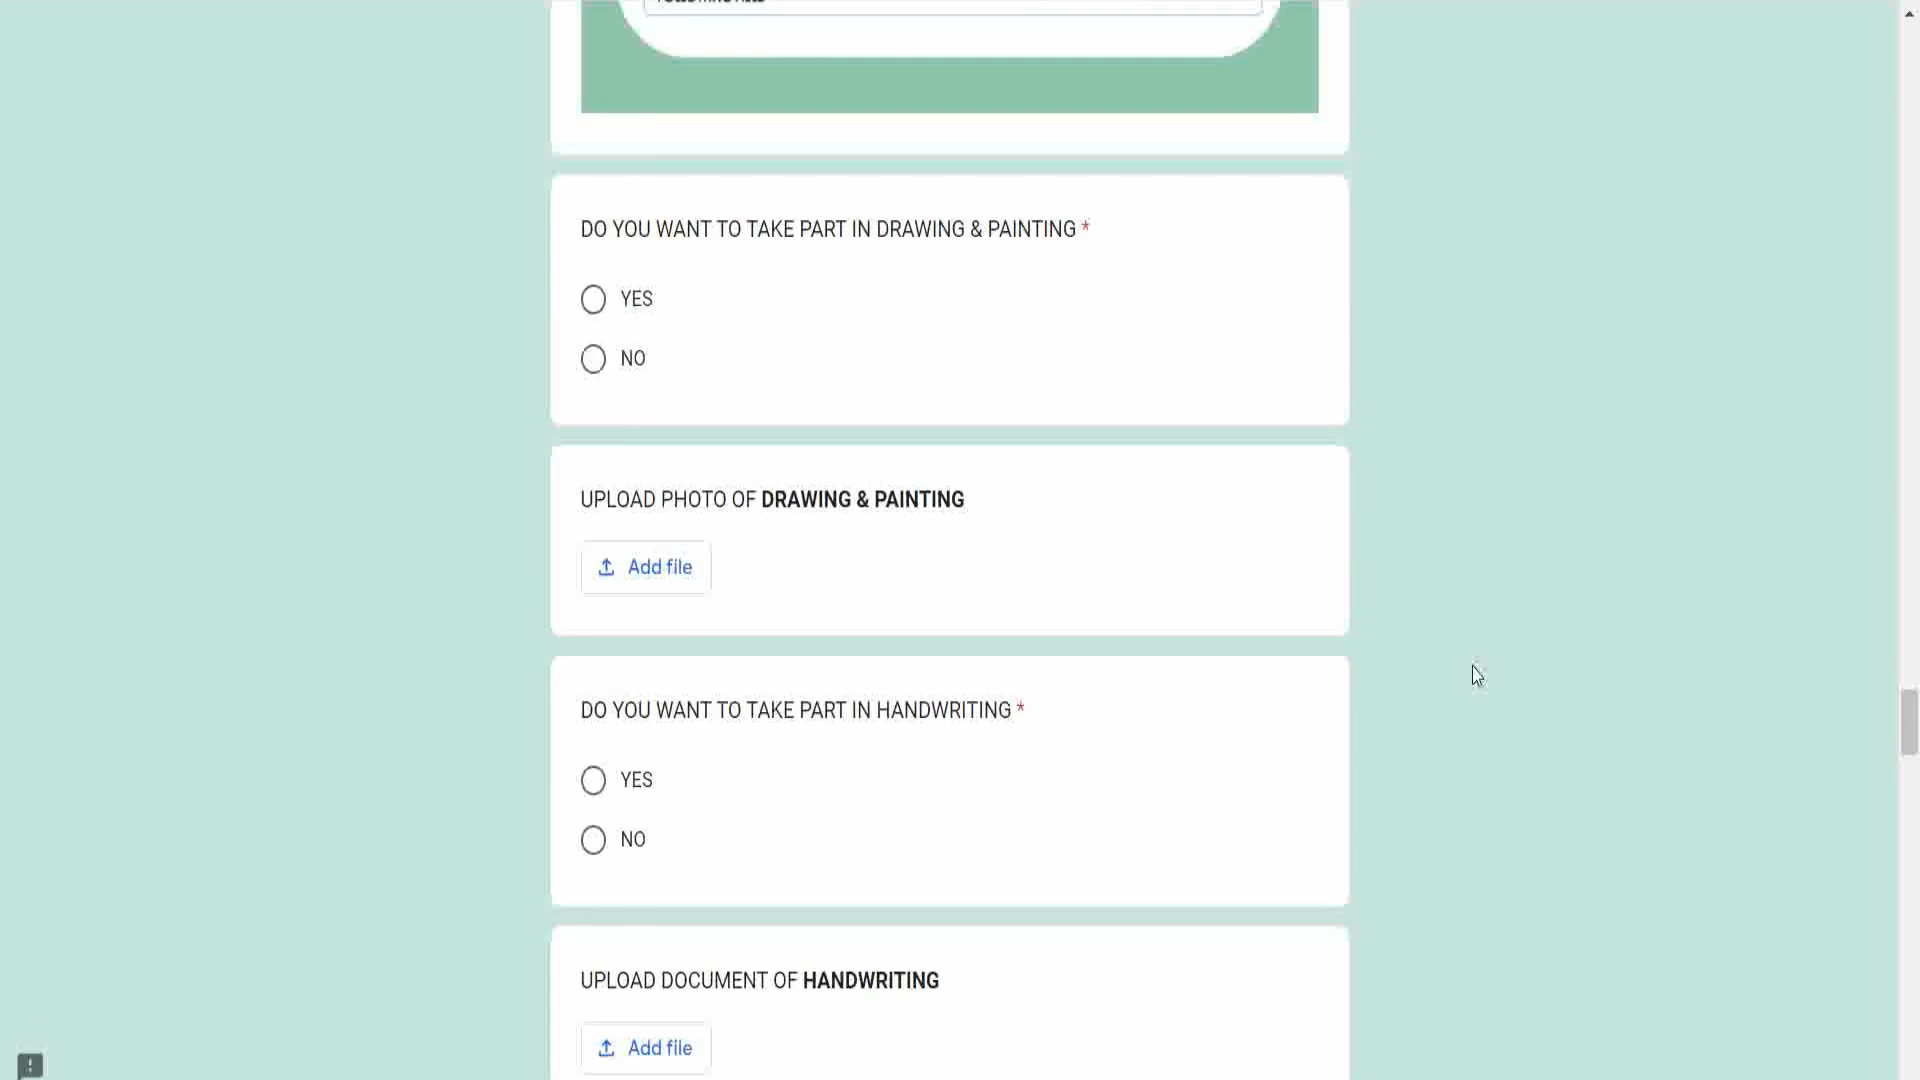 DO YOU WANT TO TAKE PART IN DRAWING & PAINTING *
YES
NO
UPLOAD PHOTO OF DRAWING & PAINTING
Add file
DO YOU WANT TO TAKE PART IN HANDWRITING *
YES
NO
UPLOAD DOCUMENT OF HANDWRITING
Add file